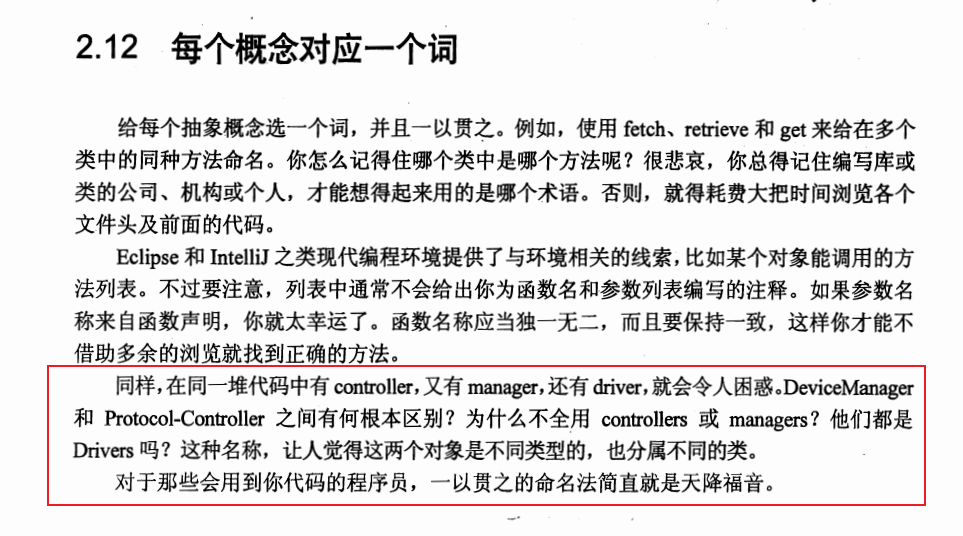 2.12 每个概念对应一个词
给每个抽象概念选一个词，并且一以贯之。例如，使用 fetch、retrieve 和 get 来给在多个
类中的同种方法命名。你怎么记得住哪个类中是哪个方法呢？很悲哀，你总得记住编写库或
类的公司、机构或个人，才能想得起来用的是哪个术语。否则，就得耗费大把时间浏览各个
文件头及前面的代码。
Eclipse 和 IntelliJ 之类现代编程环境提供了与环境相关的线索，比如某个对象能调用的方
法列表。不过要注意，列表中通常不会给出你为函数名和参数列表编写的注释。如果参数名
称来自函数声明，你就太幸运了。函数名称应当独一无二，而且要保持一致，这样你才能不
借助多余的浏览就找到正确的方法。
同样，在同一堆代码中有 controller，又有 manager，还有 driver，就会令人困惑。DeviceManager
和 Protocol-Controller 之间有何根本区别？为什么不全用 controllers 或 managers？他们都是
Drivers 吗？这种名称，让人觉得这两个对象是不同类型的，也分属不同的类。
对于那些会用到你代码的程序员，一以贯之的命名法简直就是天降福音。